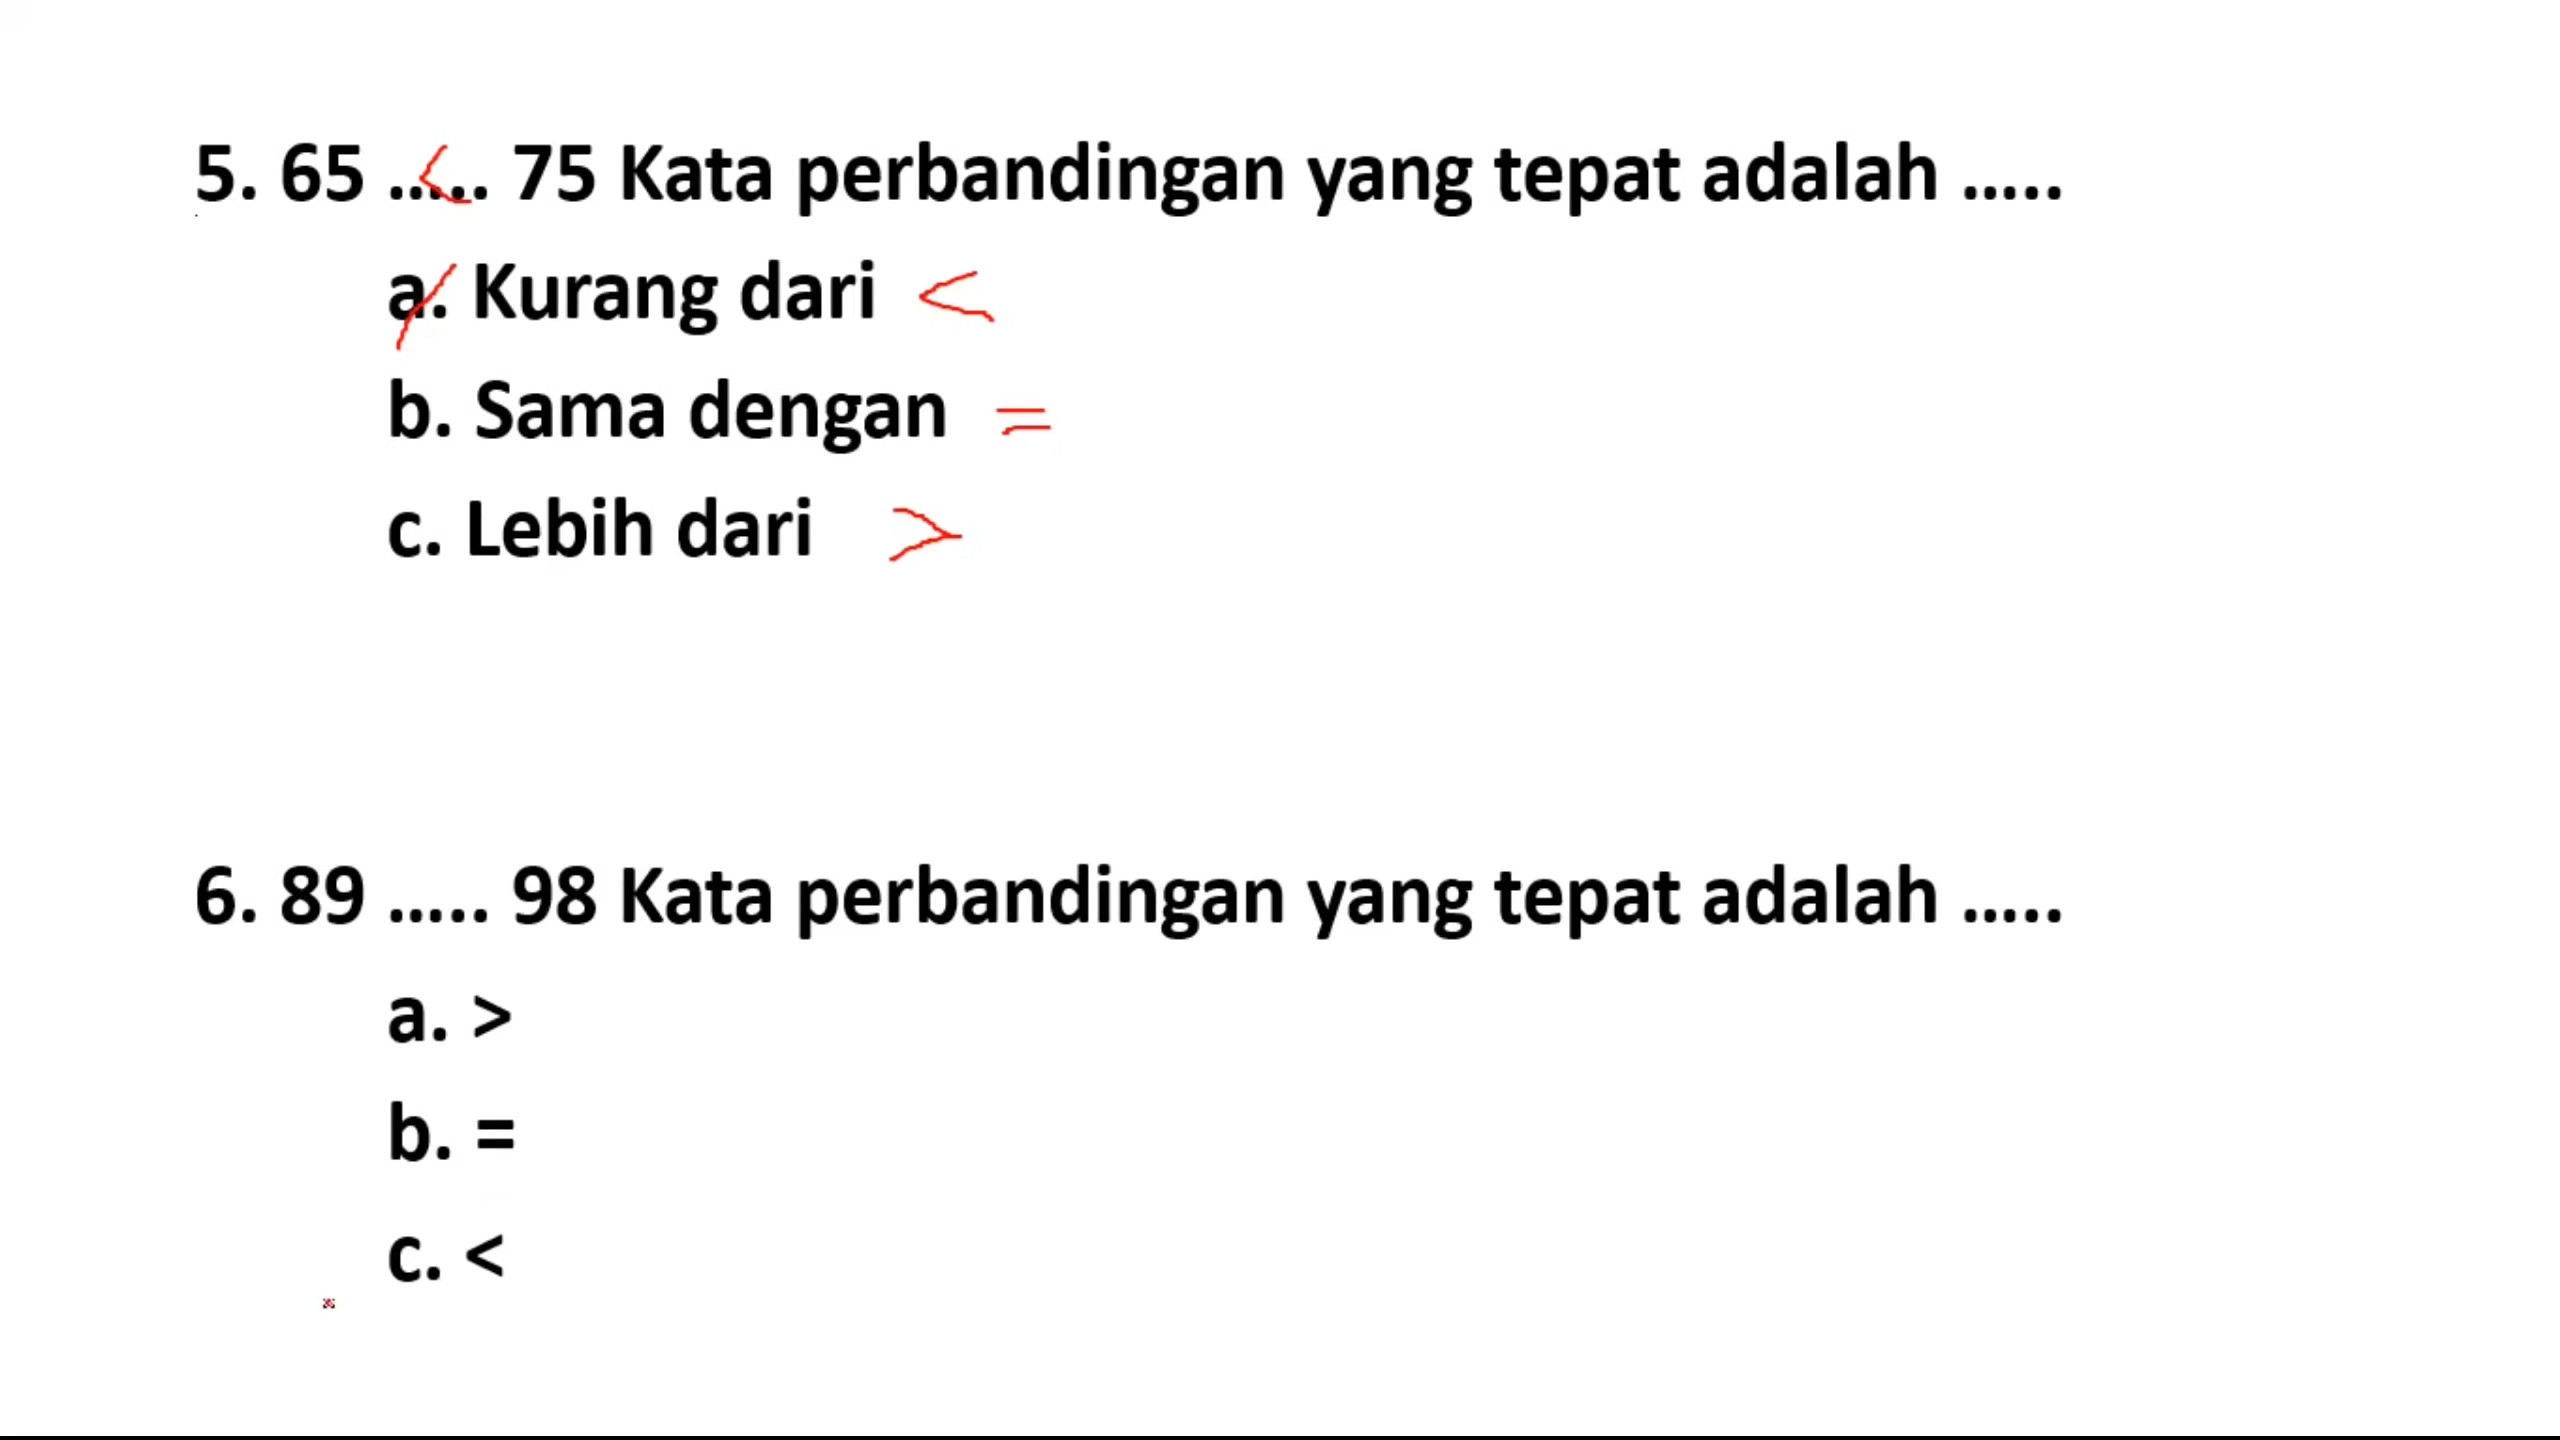 5. 65 ..<... 75 Kata perbandingan yang tepat adalah .....
a. Kurang dari <
b. Sama dengan =
c. Lebih dari >
6. 89 ..... 98 Kata perbandingan yang tepat adalah .....
a. >
b. =
c. <